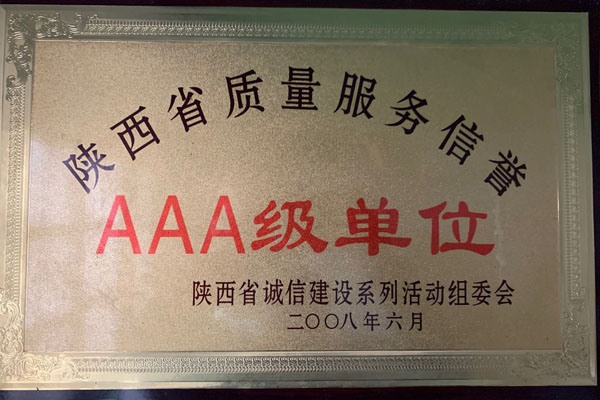 陕西省质量服务信誉
AAA级单位
陕西省诚信建设系列活动组委会
二〇〇八年六月